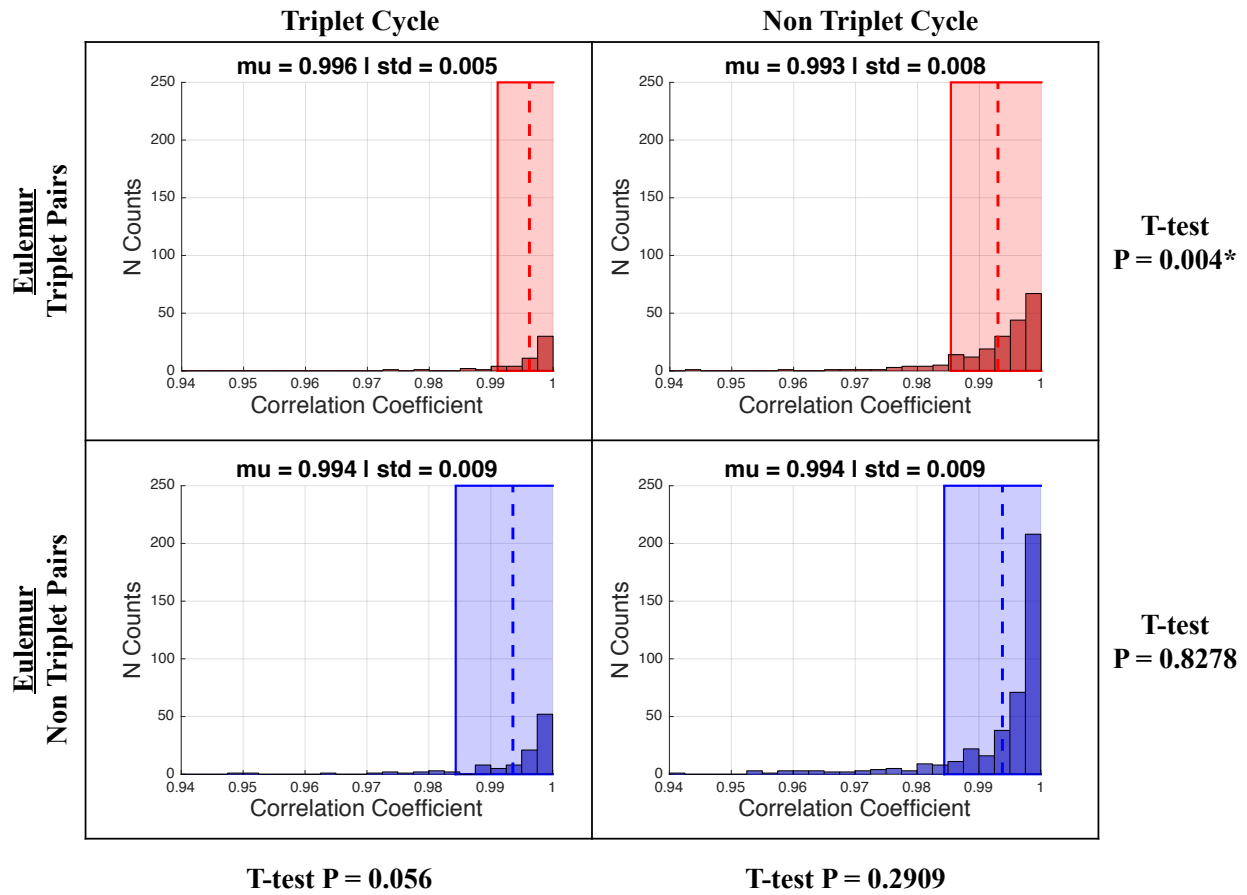 Triplet Cycle
Non Triplet Cycle
Eulemur
Triplet Pairs
mu = 0.996 | std = 0.005
250
200
150
100
50
0
N Counts
0.94 0.95 0.96 0.97 0.98 0.99 1
Correlation Coefficient
mu = 0.993 | std = 0.008
250
200
150
100
50
0
N Counts
0.94 0.95 0.96 0.97 0.98 0.99 1
Correlation Coefficient
T-test
P = 0.004*
Eulemur
Non Triplet Pairs
mu = 0.994 | std = 0.009
250
200
150
100
50
0
N Counts
0.94 0.95 0.96 0.97 0.98 0.99 1
Correlation Coefficient
mu = 0.994 | std = 0.009
250
200
150
100
50
0
N Counts
0.94 0.95 0.96 0.97 0.98 0.99 1
Correlation Coefficient
T-test
P = 0.8278
T-test P = 0.056
T-test P = 0.2909